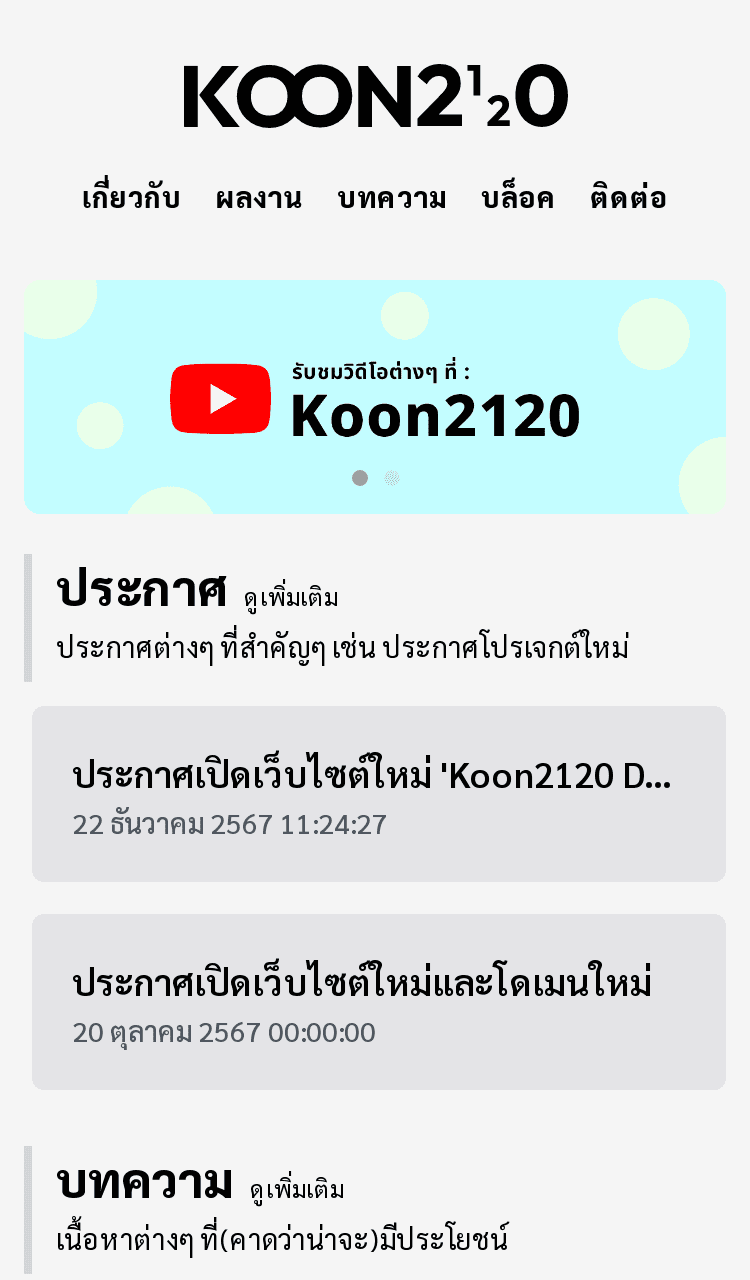 KOON2120
เกี่ยวกับ ผลงาน บทความ บล็อค ติดต่อ
รับชมวิดีโอต่างๆ ที่ :
Koon2120
ประกาศ ดูเพิ่มเติม
ประกาศต่างๆ ที่สำคัญๆ เช่น ประกาศโปรเจกต์ใหม่
ประกาศเปิดเว็บไซต์ใหม่ 'Koon2120 D...
22 ธันวาคม 2567 11:24:27
ประกาศเปิดเว็บไซต์ใหม่และโดเมนใหม่
20 ตุลาคม 2567 00:00:00
บทความ ดูเพิ่มเติม
เนื้อหาต่างๆ ที่(คาดว่าน่าจะ)มีประโยชน์